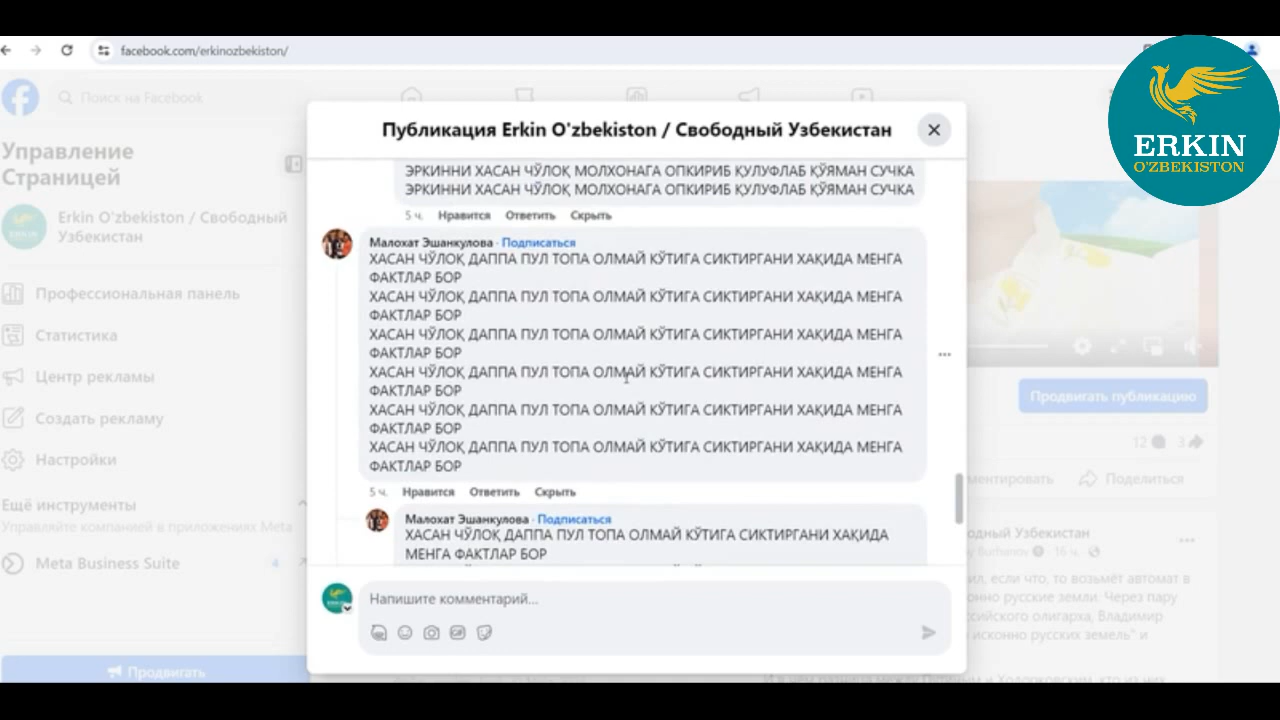 facebook.com/erkinozbekiston/
Поиск на Facebook
ERKIN
O'ZBEKISTON
Управление
Страницей
Erkin O'zbekiston / Свободный
Узбекистан
Профессиональная панель
Статистика
Центр рекламы
Создать рекламу
Настройки
Ещё инструменты
Управляйте компанией в приложениях Meta
Meta Business Suite 4
Продвигать
Публикация Erkin O'zbekiston / Свободный Узбекистан
ЭРКИННИ ХАСАН ЧЎЛОҚ МОЛХОНАГА ОПКИРИБ ҚУЛУФЛАБ ҚЎЯМАН СУЧКА
ЭРКИННИ ХАСАН ЧЎЛОҚ МОЛХОНАГА ОПКИРИБ ҚУЛУФЛАБ ҚЎЯМАН СУЧКА
5 ч. Нравится Ответить Скрыть
Малохат Эшанкулова · Подписаться
ХАСАН ЧЎЛОҚ ДАППА ПУЛ ТОПА ОЛМАЙ КЎТИГА СИКТИРГАНИ ХАҚИДА МЕНГА
ФАКТЛАР БОР
ХАСАН ЧЎЛОҚ ДАППА ПУЛ ТОПА ОЛМАЙ КЎТИГА СИКТИРГАНИ ХАҚИДА МЕНГА
ФАКТЛАР БОР
ХАСАН ЧЎЛОҚ ДАППА ПУЛ ТОПА ОЛМАЙ КЎТИГА СИКТИРГАНИ ХАҚИДА МЕНГА
ФАКТЛАР БОР
ХАСАН ЧЎЛОҚ ДАППА ПУЛ ТОПА ОЛМАЙ КЎТИГА СИКТИРГАНИ ХАҚИДА МЕНГА
ФАКТЛАР БОР
ХАСАН ЧЎЛОҚ ДАППА ПУЛ ТОПА ОЛМАЙ КЎТИГА СИКТИРГАНИ ХАҚИДА МЕНГА
ФАКТЛАР БОР
ХАСАН ЧЎЛОҚ ДАППА ПУЛ ТОПА ОЛМАЙ КЎТИГА СИКТИРГАНИ ХАҚИДА МЕНГА
ФАКТЛАР БОР
5 ч. Нравится Ответить Скрыть
Малохат Эшанкулова · Подписаться
ХАСАН ЧЎЛОҚ ДАППА ПУЛ ТОПА ОЛМАЙ КЎТИГА СИКТИРГАНИ ХАҚИДА
МЕНГА ФАКТЛАР БОР
Напишите комментарий...
Продвигать публикацию
12 3
Поделиться
Узбекистан
Burhanov 16 ч.
если что, то возьмёт автомат в
русские земли. Через пару
олигарха, Владимир
исконно русских земель" и